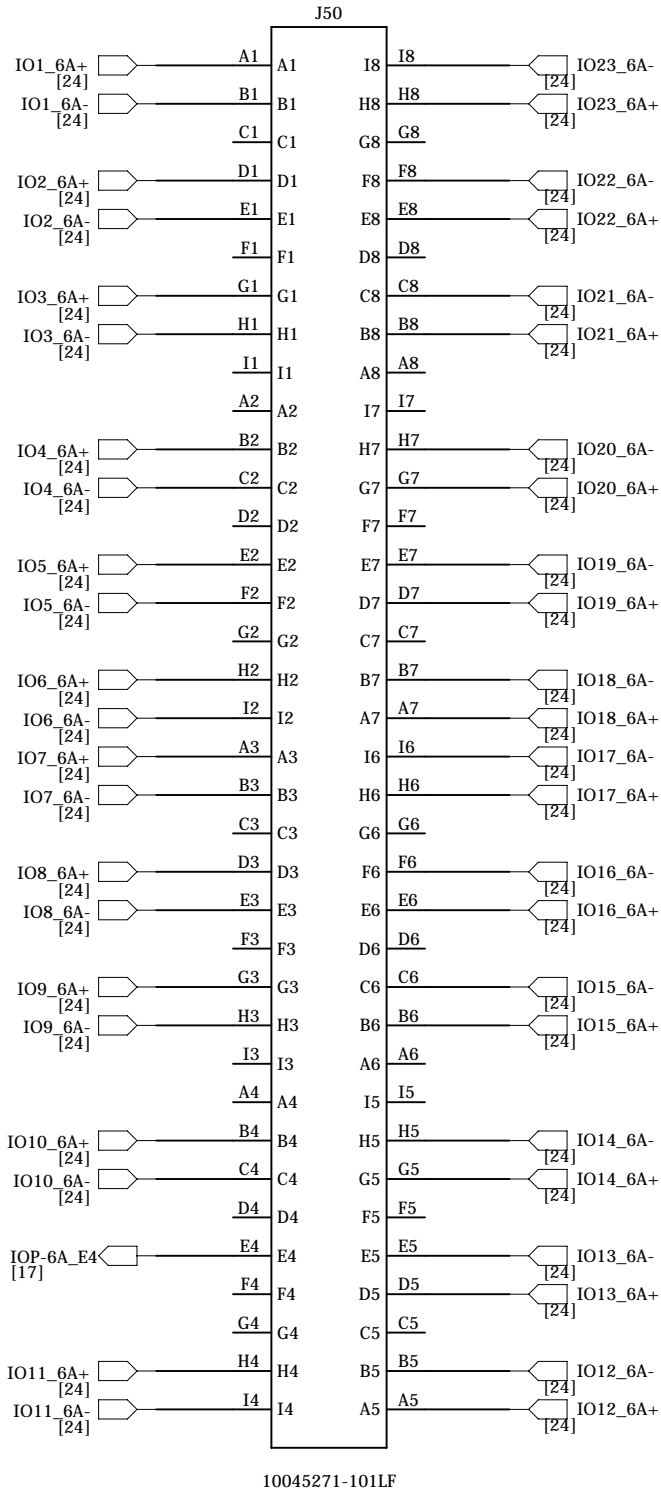 J50
IO1_6A+ A1 A1 I8 I8 IO23_6A-
[24] [24]
IO1_6A- B1 B1 H8 H8 IO23_6A+
[24] [24]
C1 C1 G8 G8
IO2_6A+ D1 D1 F8 F8 IO22_6A-
[24] [24]
IO2_6A- E1 E1 E8 E8 IO22_6A+
[24] [24]
F1 F1 D8 D8
IO3_6A+ G1 G1 C8 C8 IO21_6A-
[24] [24]
IO3_6A- H1 H1 B8 B8 IO21_6A+
[24] [24]
I1 I1 A8 A8
A2 A2 I7 I7
IO4_6A+ B2 B2 H7 H7 IO20_6A-
[24] [24]
IO4_6A- C2 C2 G7 G7 IO20_6A+
[24] [24]
D2 D2 F7 F7
IO5_6A+ E2 E2 E7 E7 IO19_6A-
[24] [24]
IO5_6A- F2 F2 D7 D7 IO19_6A+
[24] [24]
G2 G2 C7 C7
IO6_6A+ H2 H2 B7 B7 IO18_6A-
[24] [24]
IO6_6A- I2 I2 A7 A7 IO18_6A+
[24] [24]
IO7_6A+ A3 A3 I6 I6 IO17_6A-
[24] [24]
IO7_6A- B3 B3 H6 H6 IO17_6A+
[24] [24]
C3 C3 G6 G6
IO8_6A+ D3 D3 F6 F6 IO16_6A-
[24] [24]
IO8_6A- E3 E3 E6 E6 IO16_6A+
[24] [24]
F3 F3 D6 D6
IO9_6A+ G3 G3 C6 C6 IO15_6A-
[24] [24]
IO9_6A- H3 H3 B6 B6 IO15_6A+
[24] [24]
I3 I3 A6 A6
A4 A4 I5 I5
IO10_6A+ B4 B4 H5 H5 IO14_6A-
[24] [24]
IO10_6A- C4 C4 G5 G5 IO14_6A+
[24] [24]
D4 D4 F5 F5
IOP-6A_E4 E4 E4 E5 E5 IO13_6A-
[17] [24]
F4 F4 D5 D5 IO13_6A+
[24]
G4 G4 C5 C5
IO11_6A+ H4 H4 B5 B5 IO12_6A-
[24] [24]
IO11_6A- I4 I4 A5 A5 IO12_6A+
[24] [24]
10045271-101LF